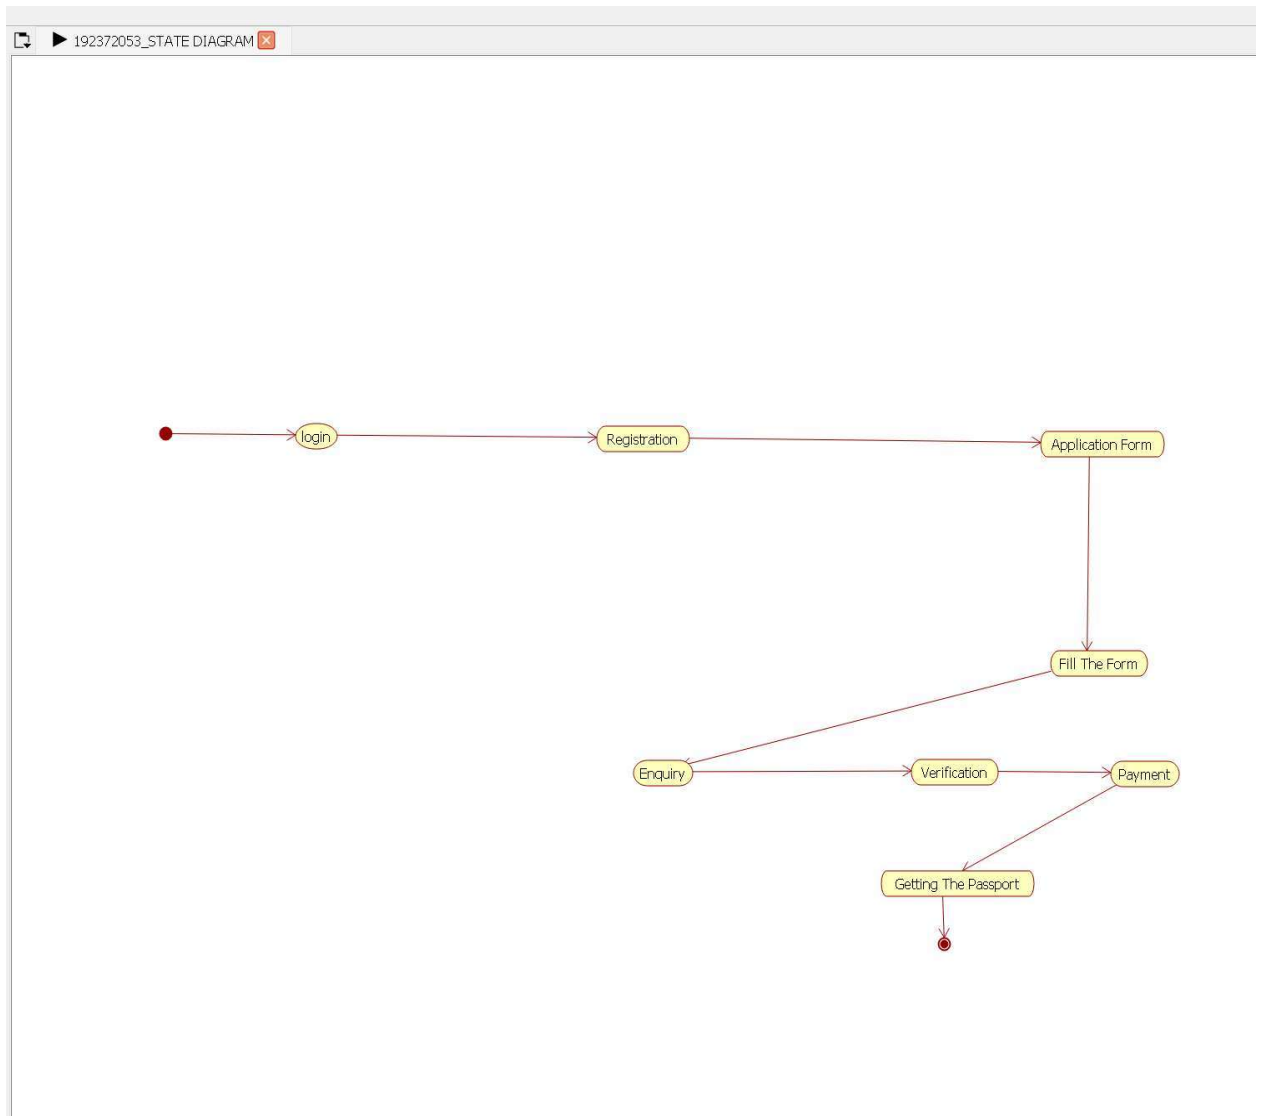 192372053_STATE DIAGRAM
login
Registration
Application Form
Fill The Form
Enquiry
Verification
Payment
Getting The Passport